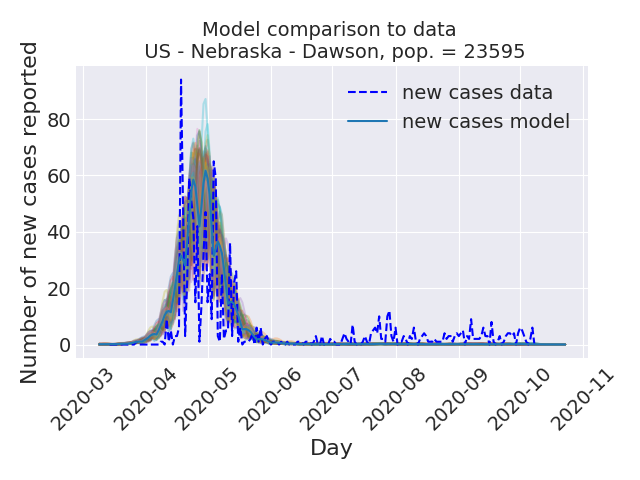 Model comparison to data
US - Nebraska - Dawson, pop. = 23595
Number of new cases reported
80
60
40
20
0
new cases data
new cases model
2020-03
2020-04
2020-05
2020-06
2020-07
2020-08
2020-09
2020-10
2020-11
Day